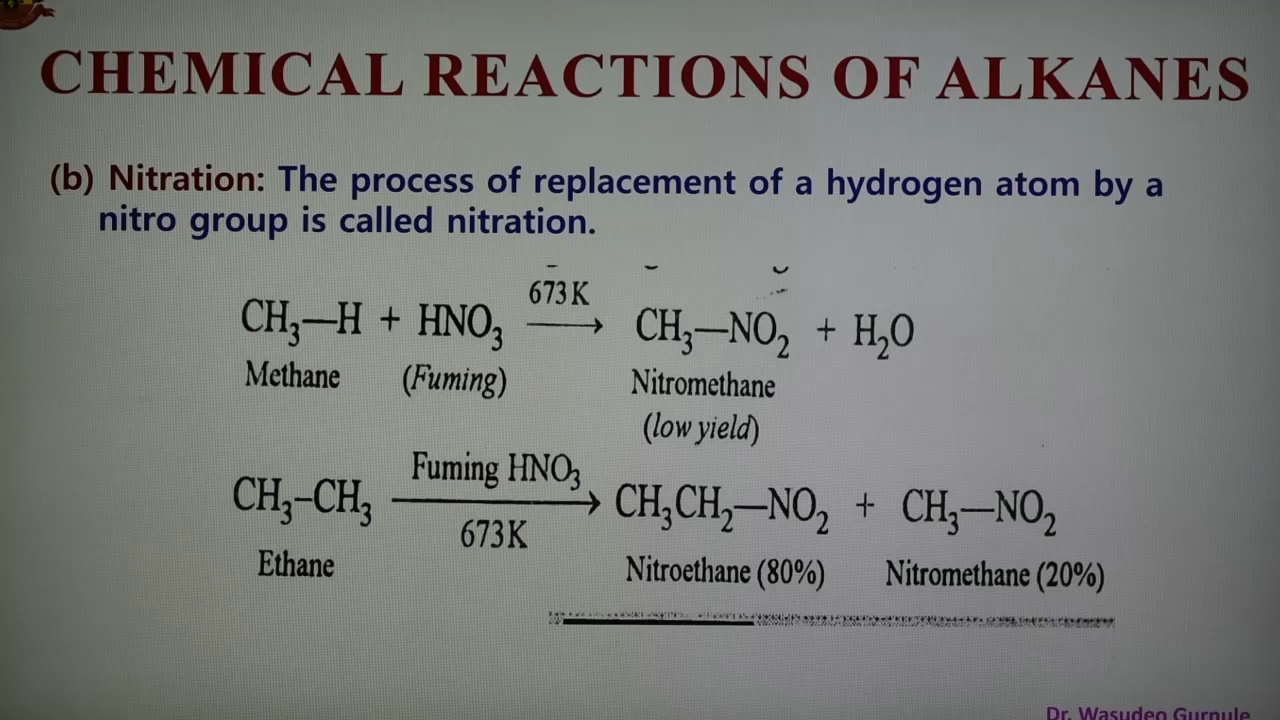 CHEMICAL REACTIONS OF ALKANES
(b) Nitration: The process of replacement of a hydrogen atom by a
nitro group is called nitration.
673K
CH₃—H + HNO₃ ⟶ CH₃—NO₂ + H₂O
Methane (Fuming) Nitromethane
(low yield)
Fuming HNO₃
CH₃–CH₃ ⟶ CH₃CH₂—NO₂ + CH₃—NO₂
673K
Ethane Nitroethane (80%) Nitromethane (20%)
Dr. Wasudeo Gurnule